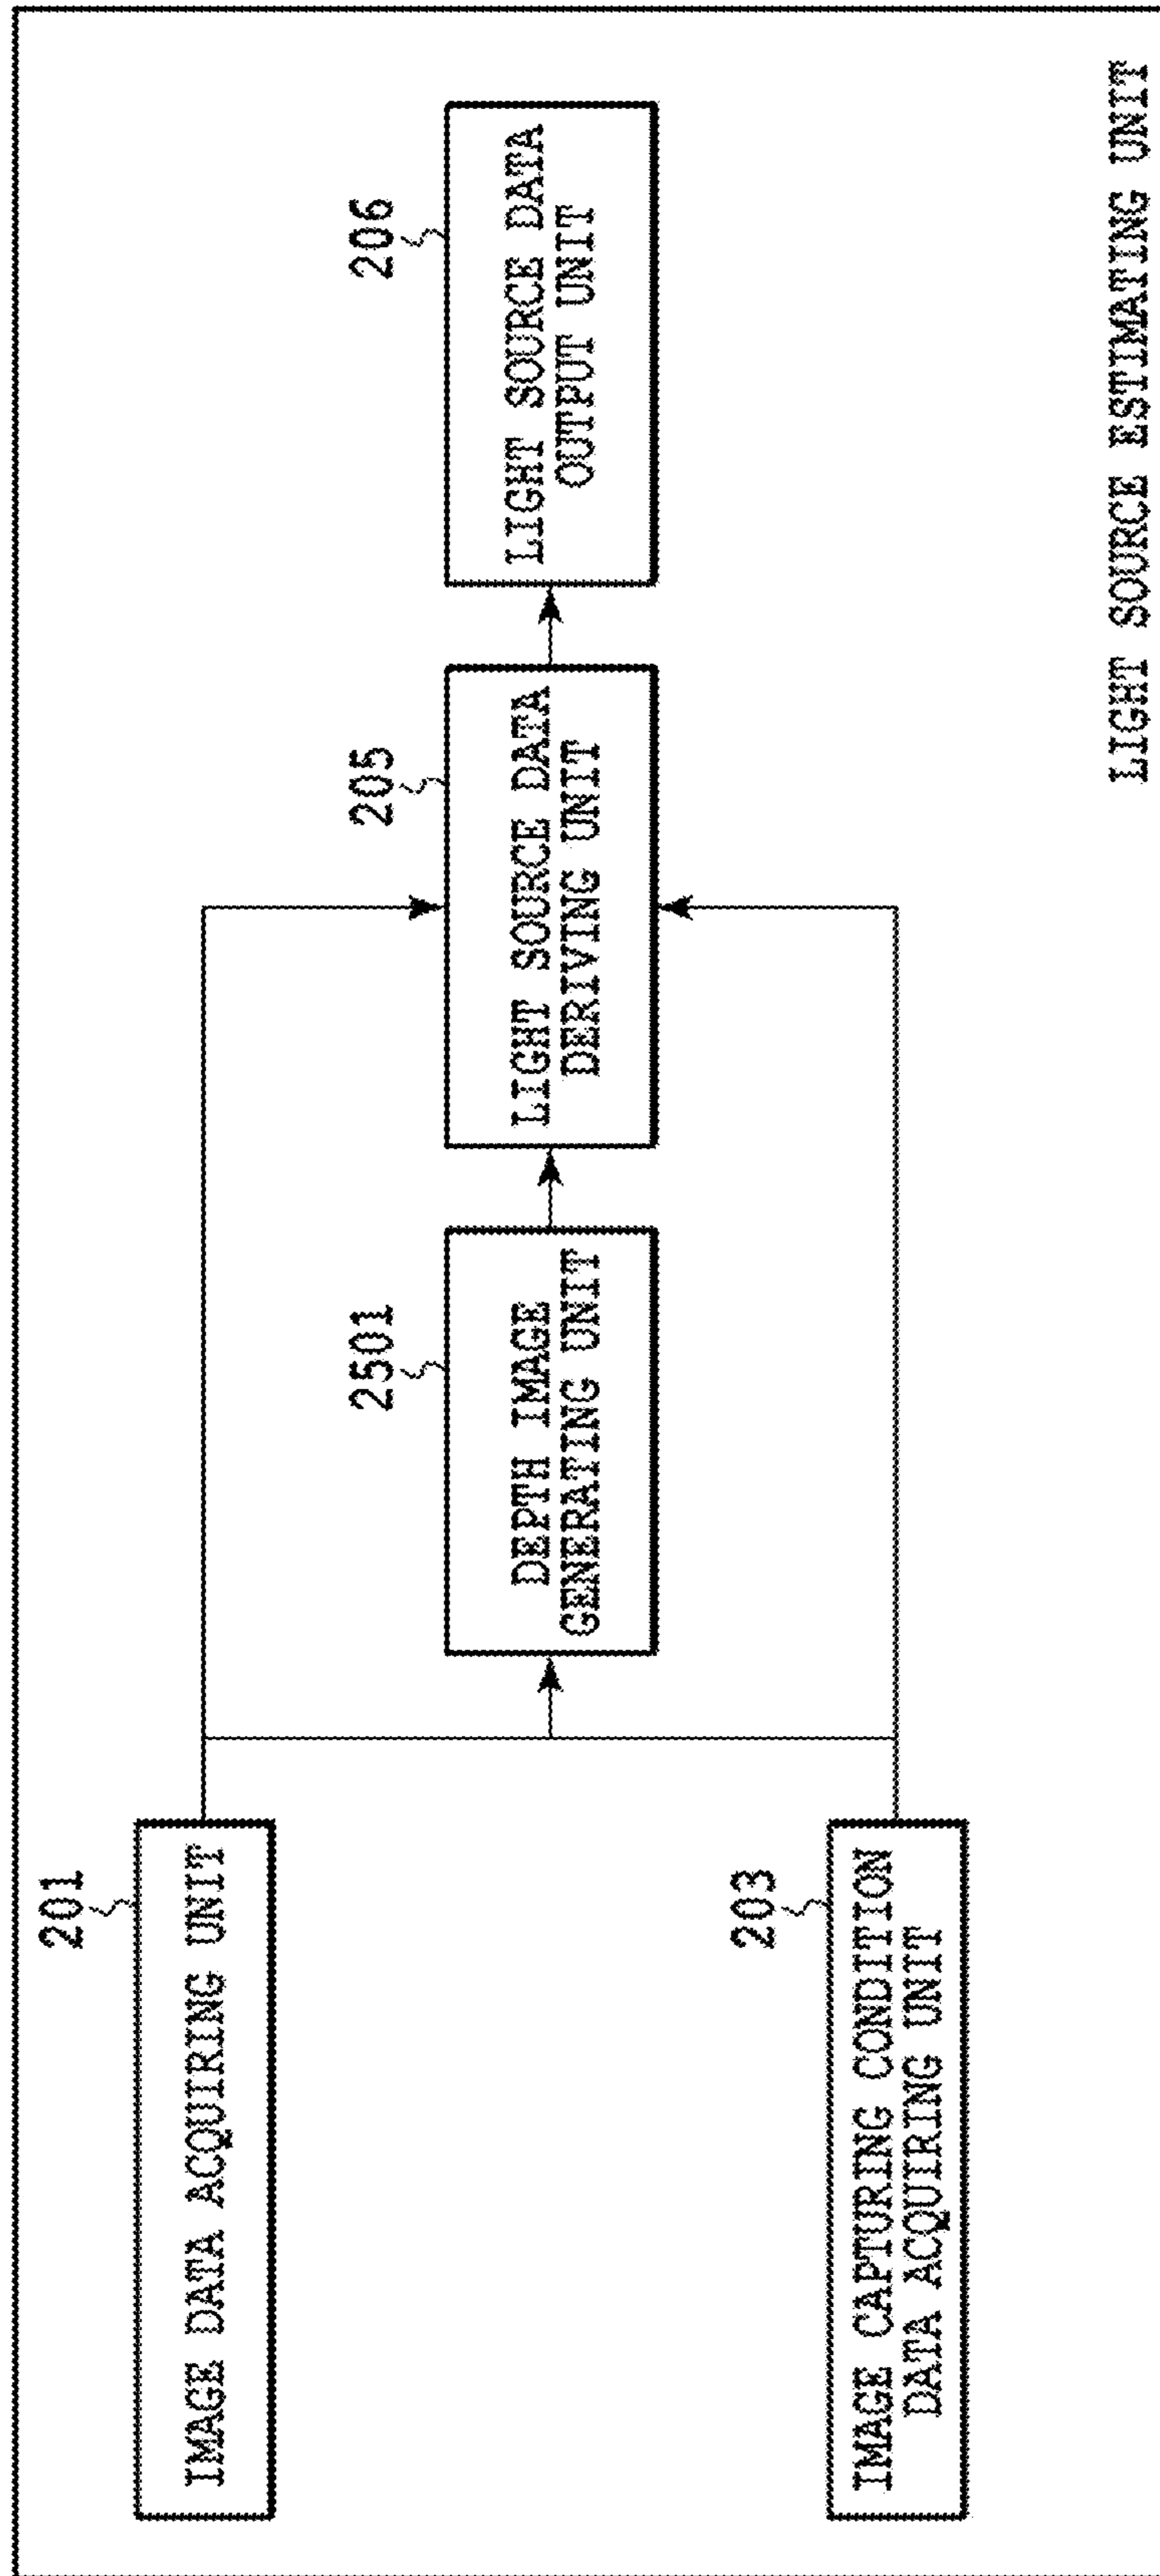 201
IMAGE DATA ACQUIRING UNIT
203
IMAGE CAPTURING CONDITION
DATA ACQUIRING UNIT
2501
DEPTH IMAGE
GENERATING UNIT
205
LIGHT SOURCE DATA
DERIVING UNIT
206
LIGHT SOURCE DATA
OUTPUT UNIT
LIGHT SOURCE ESTIMATING UNIT